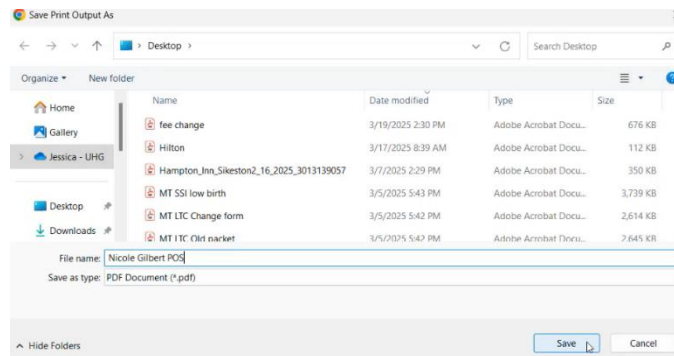 Save Print Output As
Desktop
Search Desktop
Organize
New folder
Home
Gallery
Jessica - UHG
Desktop
Downloads
Name Date modified Type Size
fee change 3/19/2025 2:30 PM Adobe Acrobat Docu... 676 KB
Hilton 3/17/2025 8:39 AM Adobe Acrobat Docu... 112 KB
Hampton_Inn_Sikeston2_16_2025_3013139057 3/7/2025 2:29 PM Adobe Acrobat Docu... 350 KB
MT SSI low birth 3/5/2025 5:43 PM Adobe Acrobat Docu... 3,739 KB
MT LTC Change form 3/5/2025 5:42 PM Adobe Acrobat Docu... 2,614 KB
MT LTC Old packet 3/5/2025 5:42 PM Adobe Acrobat Docu... 2,645 KB
File name: Nicole Gilbert POS
Save as type: PDF Document (*.pdf)
Hide Folders
Save
Cancel